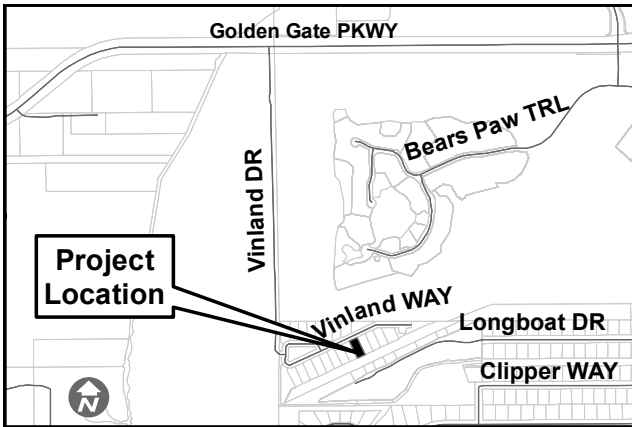 Golden Gate PKWY
Bears Paw TRL
Vinland DR
Project
Location
Vinland WAY
Longboat DR
Clipper WAY
N